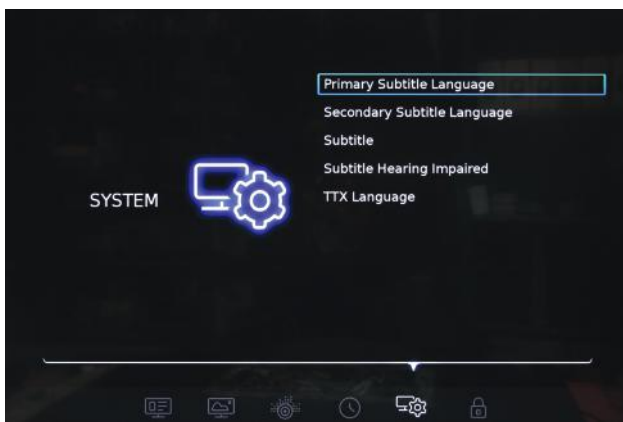 Primary Subtitle Language
Secondary Subtitle Language
Subtitle
Subtitle Hearing Impaired
TTX Language
SYSTEM